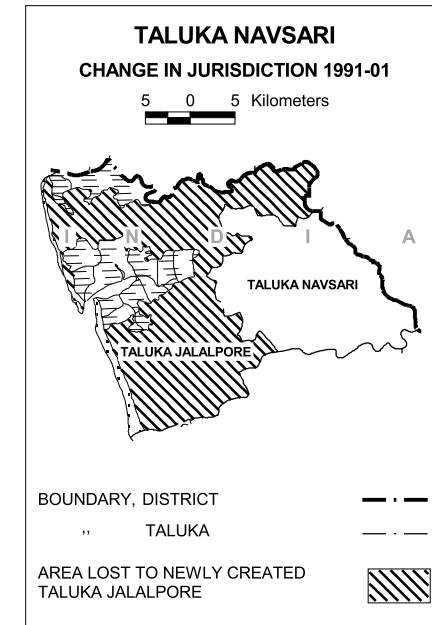 TALUKA NAVSARI
CHANGE IN JURISDICTION 1991-01
5 0 5 Kilometers
I N D I A
TALUKA NAVSARI
TALUKA JALALPORE
BOUNDARY, DISTRICT
,, TALUKA
AREA LOST TO NEWLY CREATED
TALUKA JALALPORE